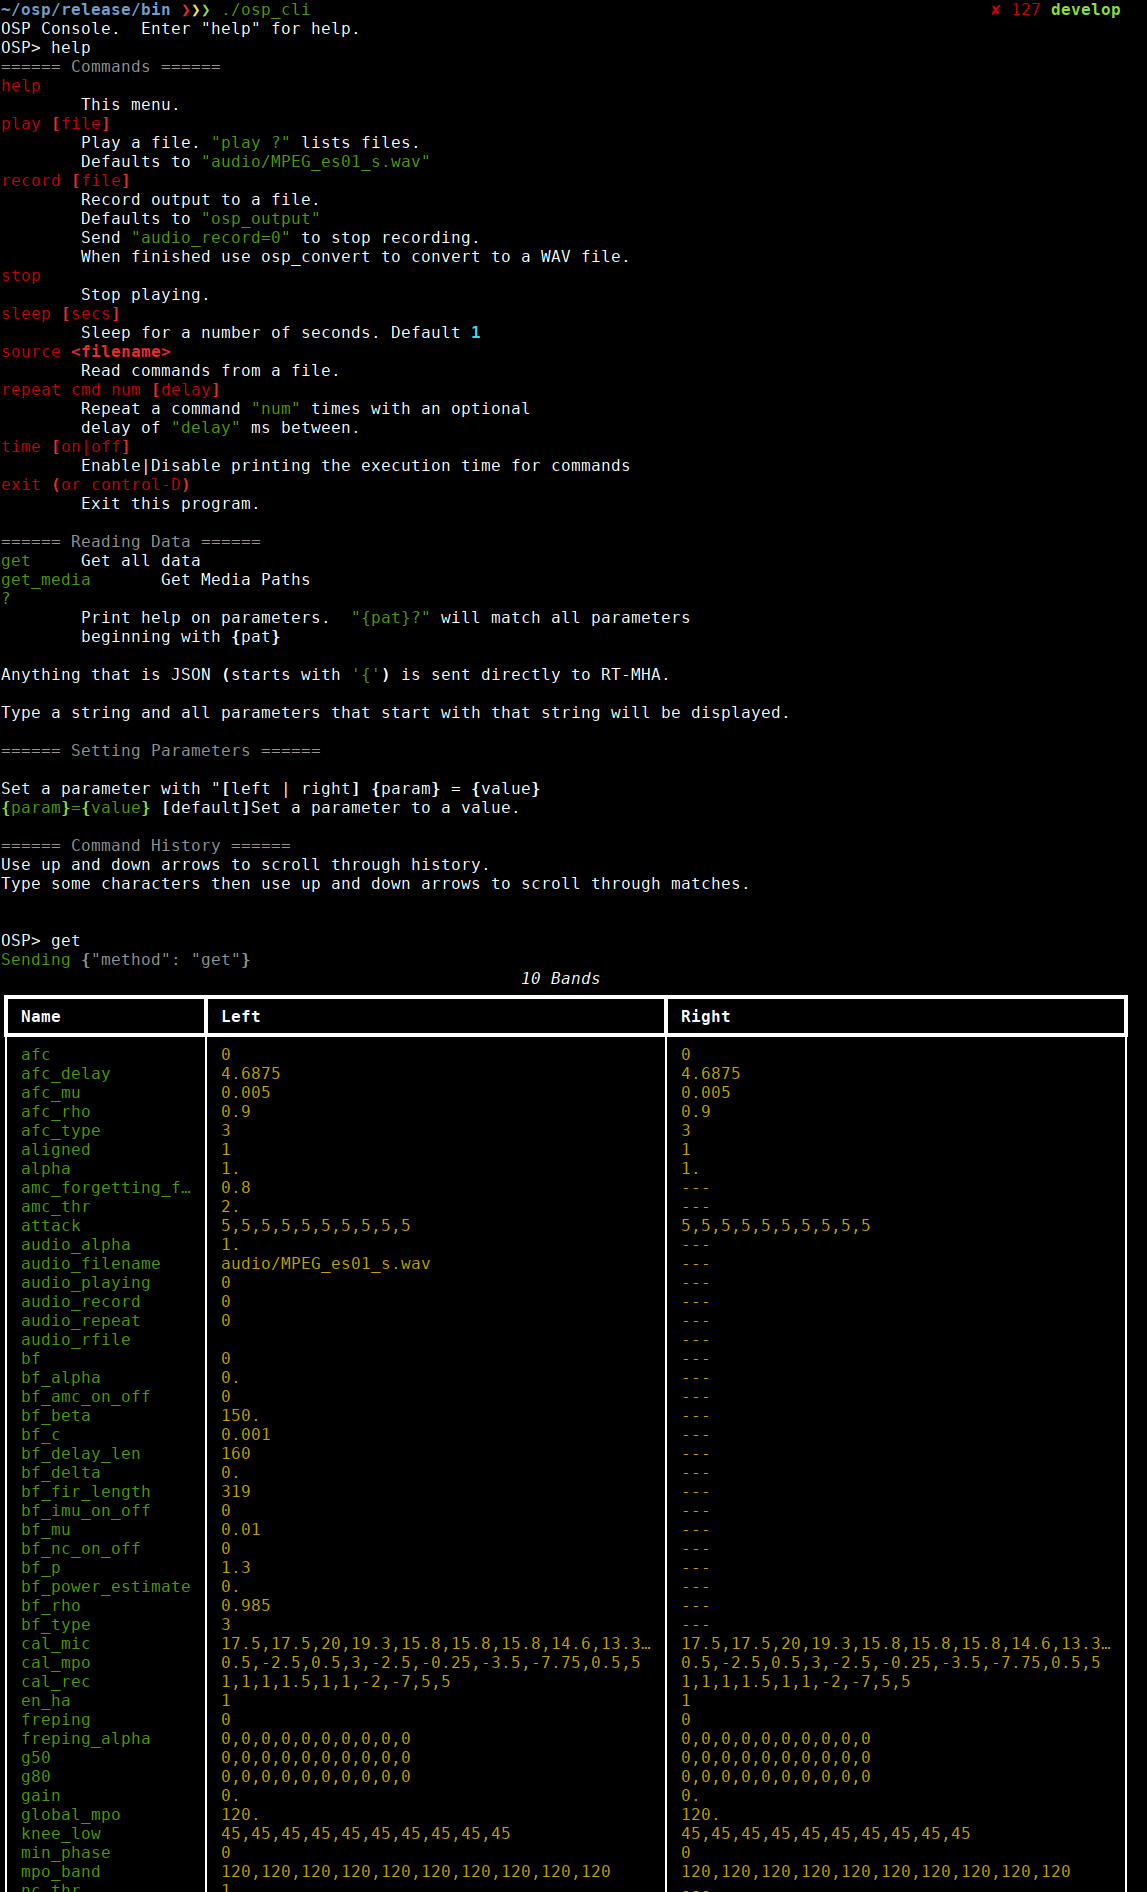 ~/osp/release/bin ❯❯❯ ./osp_cli ✘ 127 develop
OSP Console.  Enter "help" for help.
OSP> help
====== Commands ======
help
        This menu.
play [file]
        Play a file. "play ?" lists files.
        Defaults to "audio/MPEG_es01_s.wav"
record [file]
        Record output to a file.
        Defaults to "osp_output"
        Send "audio_record=0" to stop recording.
        When finished use osp_convert to convert to a WAV file.
stop
        Stop playing.
sleep [secs]
        Sleep for a number of seconds. Default 1
source <filename>
        Read commands from a file.
repeat cmd num [delay]
        Repeat a command "num" times with an optional
        delay of "delay" ms between.
time [on|off]
        Enable|Disable printing the execution time for commands
exit (or control-D)
        Exit this program.
====== Reading Data ======
get     Get all data
get_media       Get Media Paths
?
        Print help on parameters.  "{pat}?" will match all parameters
        beginning with {pat}
Anything that is JSON (starts with '{') is sent directly to RT-MHA.
Type a string and all parameters that start with that string will be displayed.
====== Setting Parameters ======
Set a parameter with "[left | right] {param} = {value}
{param}={value} [default]Set a parameter to a value.
====== Command History ======
Use up and down arrows to scroll through history.
Type some characters then use up and down arrows to scroll through matches.
OSP> get
Sending {"method": "get"}
10 Bands
Name Left Right
afc 0 0
afc_delay 4.6875 4.6875
afc_mu 0.005 0.005
afc_rho 0.9 0.9
afc_type 3 3
aligned 1 1
alpha 1. 1.
amc_forgetting_f… 0.8 ---
amc_thr 2. ---
attack 5,5,5,5,5,5,5,5,5,5 5,5,5,5,5,5,5,5,5,5
audio_alpha 1. ---
audio_filename audio/MPEG_es01_s.wav ---
audio_playing 0 ---
audio_record 0 ---
audio_repeat 0 ---
audio_rfile ---
bf 0 ---
bf_alpha 0. ---
bf_amc_on_off 0 ---
bf_beta 150. ---
bf_c 0.001 ---
bf_delay_len 160 ---
bf_delta 0. ---
bf_fir_length 319 ---
bf_imu_on_off 0 ---
bf_mu 0.01 ---
bf_nc_on_off 0 ---
bf_p 1.3 ---
bf_power_estimate 0. ---
bf_rho 0.985 ---
bf_type 3 ---
cal_mic 17.5,17.5,20,19.3,15.8,15.8,15.8,14.6,13.3… 17.5,17.5,20,19.3,15.8,15.8,15.8,14.6,13.3…
cal_mpo 0.5,-2.5,0.5,3,-2.5,-0.25,-3.5,-7.75,0.5,5 0.5,-2.5,0.5,3,-2.5,-0.25,-3.5,-7.75,0.5,5
cal_rec 1,1,1,1.5,1,1,-2,-7,5,5 1,1,1,1.5,1,1,-2,-7,5,5
en_ha 1 1
freping 0 0
freping_alpha 0,0,0,0,0,0,0,0,0,0 0,0,0,0,0,0,0,0,0,0
g50 0,0,0,0,0,0,0,0,0,0 0,0,0,0,0,0,0,0,0,0
g80 0,0,0,0,0,0,0,0,0,0 0,0,0,0,0,0,0,0,0,0
gain 0. 0.
global_mpo 120. 120.
knee_low 45,45,45,45,45,45,45,45,45,45 45,45,45,45,45,45,45,45,45,45
min_phase 0 0
mpo_band 120,120,120,120,120,120,120,120,120,120 120,120,120,120,120,120,120,120,120,120
nc_thr 1 ---